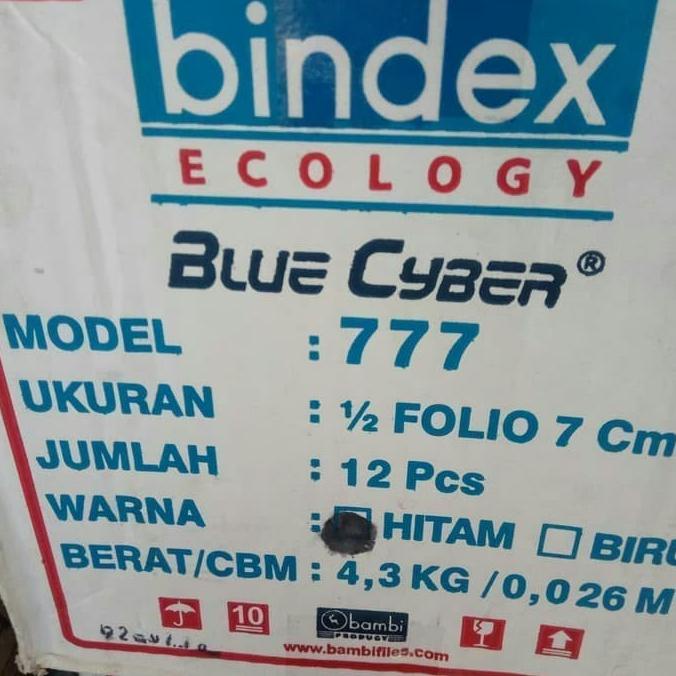 bindex
ECOLOGY
BLUE CYBER®
MODEL : 777
UKURAN : ½ FOLIO 7 Cm
JUMLAH : 12 Pcs
WARNA : HITAM BIRU
BERAT/CBM : 4,3 KG /0,026 M
10
bambi
PRODUCT
www.bambifiles.com